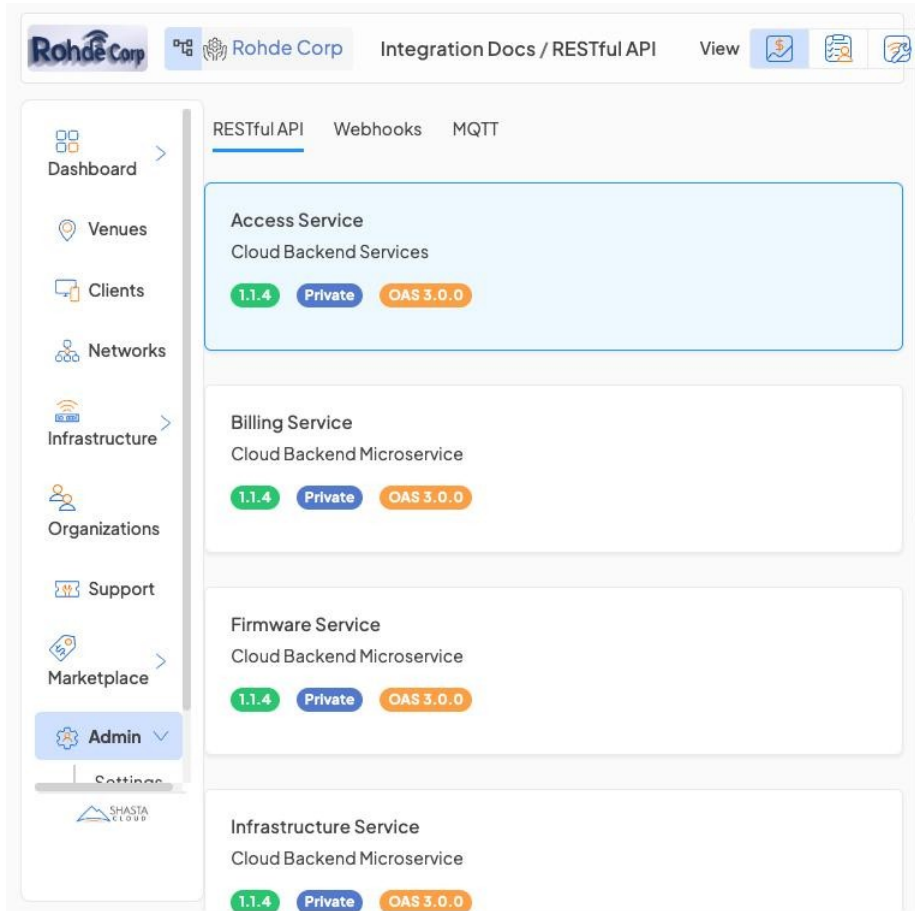 Rohde Corp
Rohde Corp
Integration Docs / RESTful API
View
Dashboard
Venues
Clients
Networks
Infrastructure
Organizations
Support
Marketplace
Admin
Settings
SHASTA
CLOUD
RESTful API Webhooks MQTT
Access Service
Cloud Backend Services
1.1.4 Private OAS 3.0.0
Billing Service
Cloud Backend Microservice
1.1.4 Private OAS 3.0.0
Firmware Service
Cloud Backend Microservice
1.1.4 Private OAS 3.0.0
Infrastructure Service
Cloud Backend Microservice
1.1.4 Private OAS 3.0.0